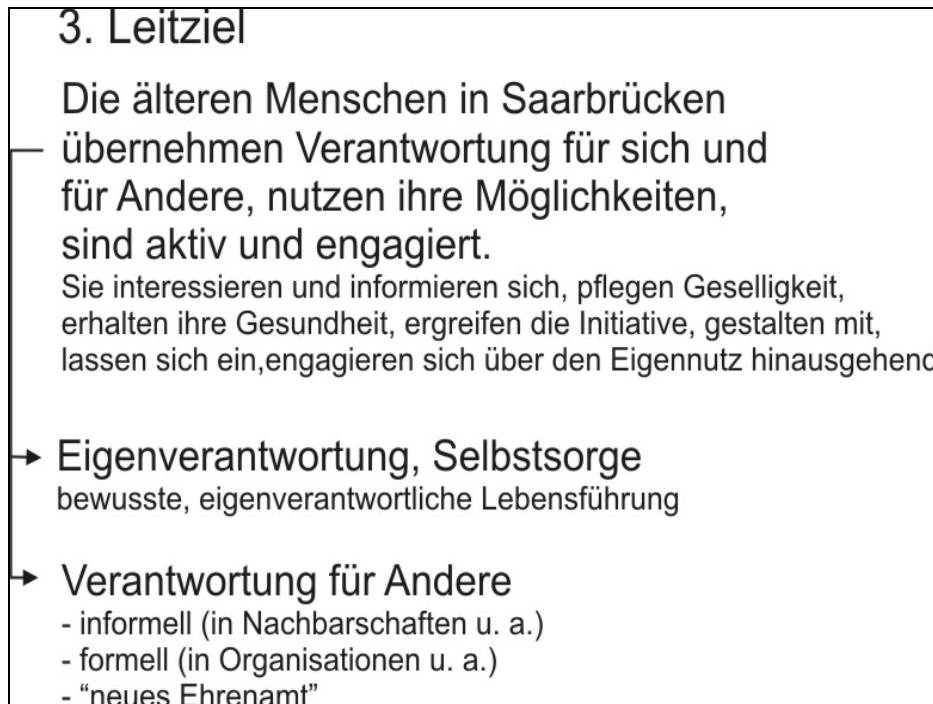 3. Leitziel
Die älteren Menschen in Saarbrücken
übernehmen Verantwortung für sich und
für Andere, nutzen ihre Möglichkeiten,
sind aktiv und engagiert.
Sie interessieren und informieren sich, pflegen Geselligkeit,
erhalten ihre Gesundheit, ergreifen die Initiative, gestalten mit,
lassen sich ein,engagieren sich über den Eigennutz hinausgehend
Eigenverantwortung, Selbstsorge
bewusste, eigenverantwortliche Lebensführung
Verantwortung für Andere
- informell (in Nachbarschaften u. a.)
- formell (in Organisationen u. a.)
- “neues Ehrenamt”